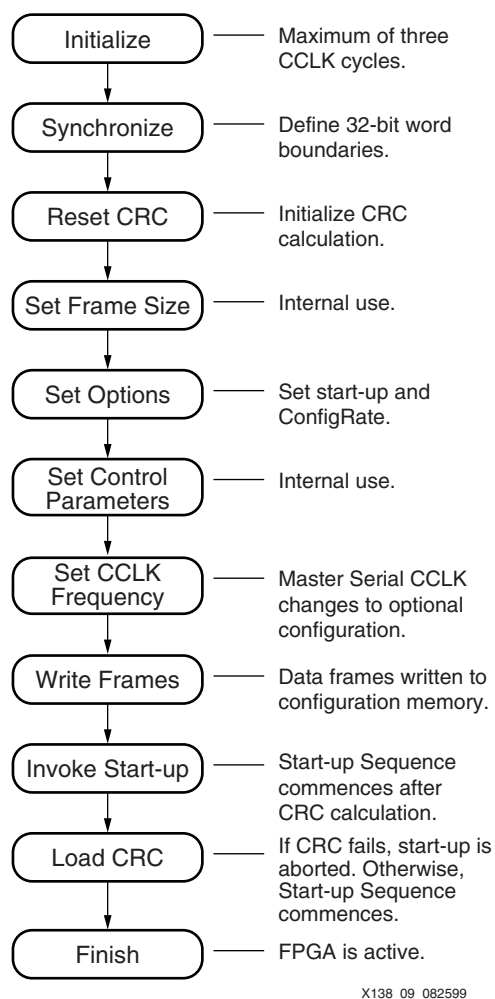 Initialize
Maximum of three
CCLK cycles.
Synchronize
Define 32-bit word
boundaries.
Reset CRC
Initialize CRC
calculation.
Set Frame Size
Internal use.
Set Options
Set start-up and
ConfigRate.
Set Control
Parameters
Internal use.
Set CCLK
Frequency
Master Serial CCLK
changes to optional
configuration.
Write Frames
Data frames written to
configuration memory.
Invoke Start-up
Start-up Sequence
commences after
CRC calculation.
Load CRC
If CRC fails, start-up is
aborted. Otherwise,
Start-up Sequence
commences.
Finish
FPGA is active.
X138_09_082599